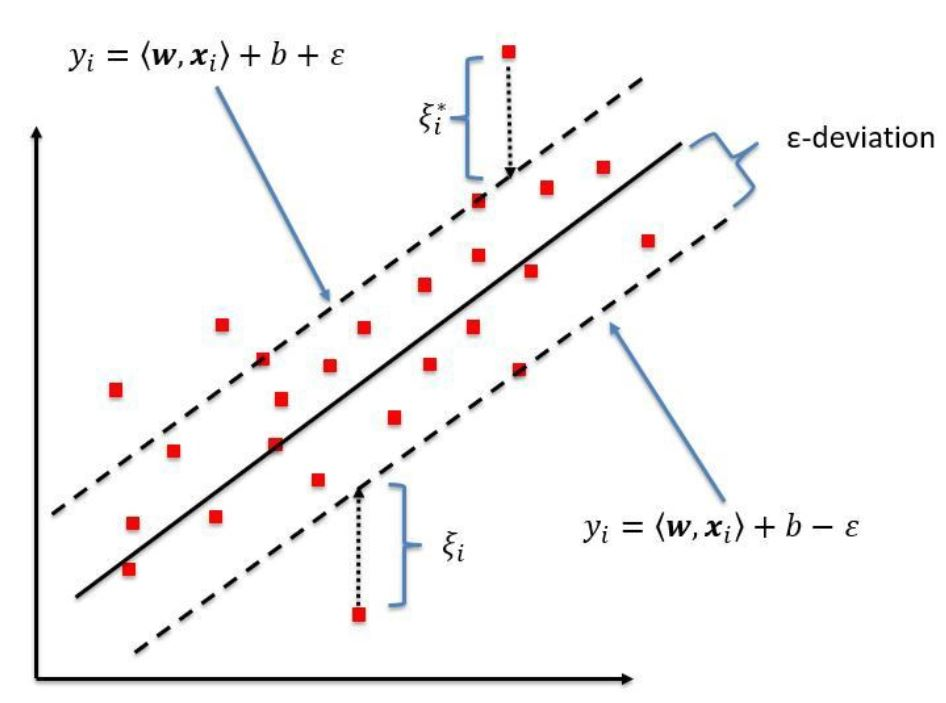 yᵢ = ⟨𝒘, 𝒙ᵢ⟩ + b + ε
ξᵢ*
ε-deviation
ξᵢ
yᵢ = ⟨𝒘, 𝒙ᵢ⟩ + b − ε